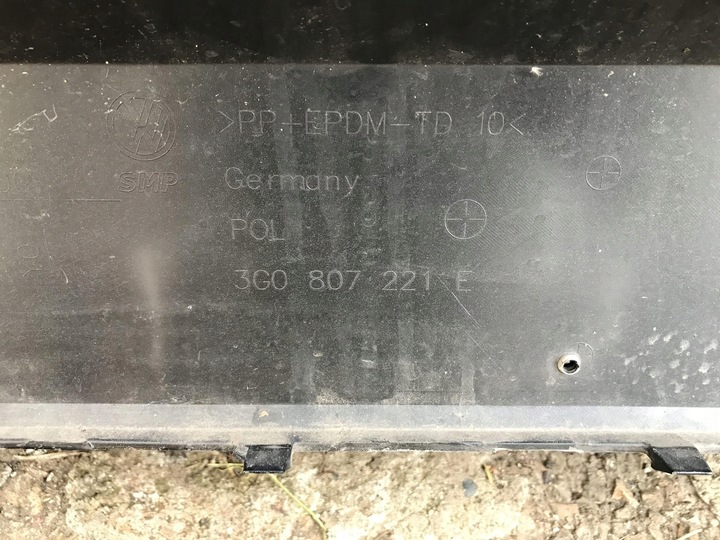 >PP+EPDM-TD 10<
SMP
Germany
POL
3G0 807 221 E